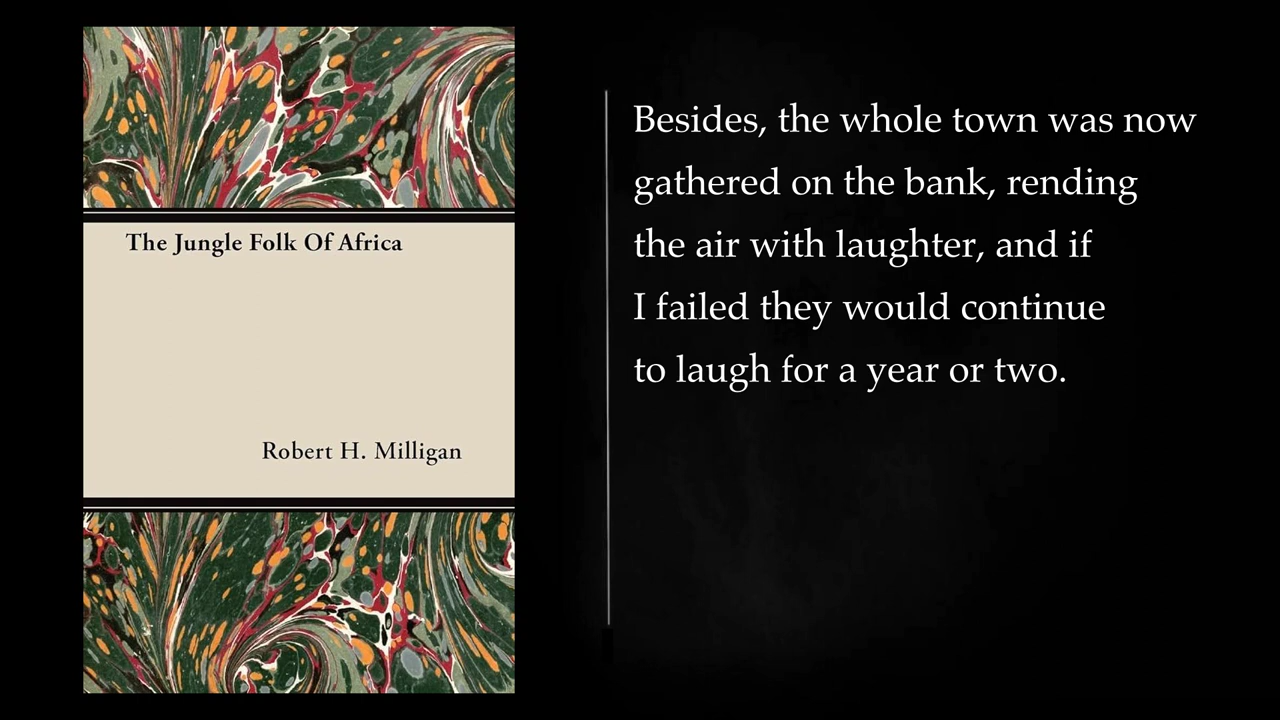 The Jungle Folk Of Africa
Robert H. Milligan
Besides, the whole town was now
gathered on the bank, rending
the air with laughter, and if
I failed they would continue
to laugh for a year or two.